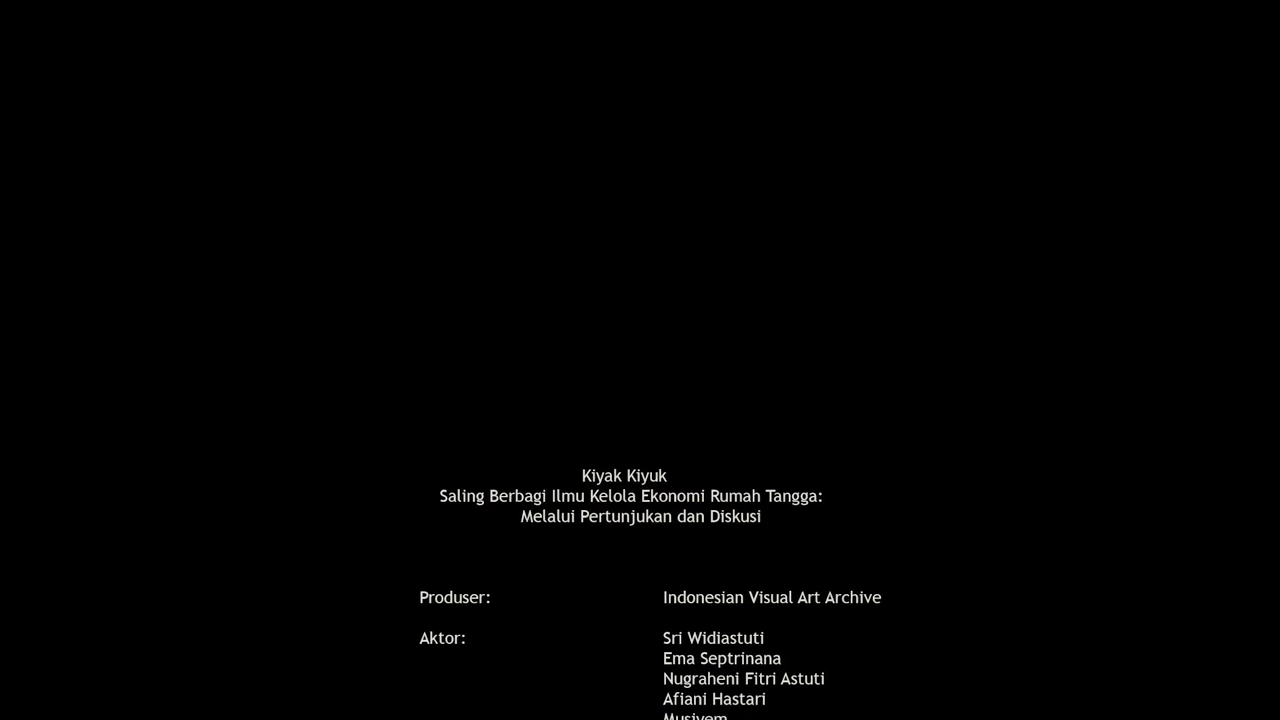 Kiyak Kiyuk
Saling Berbagi Ilmu Kelola Ekonomi Rumah Tangga:
Melalui Pertunjukan dan Diskusi
Produser: Indonesian Visual Art Archive
Aktor: Sri Widiastuti
Ema Septrinana
Nugraheni Fitri Astuti
Afiani Hastari
Musiyem